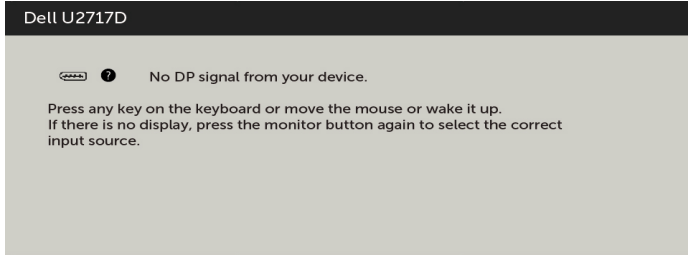 Dell U2717D
? No DP signal from your device.
Press any key on the keyboard or move the mouse or wake it up.
If there is no display, press the monitor button again to select the correct
input source.